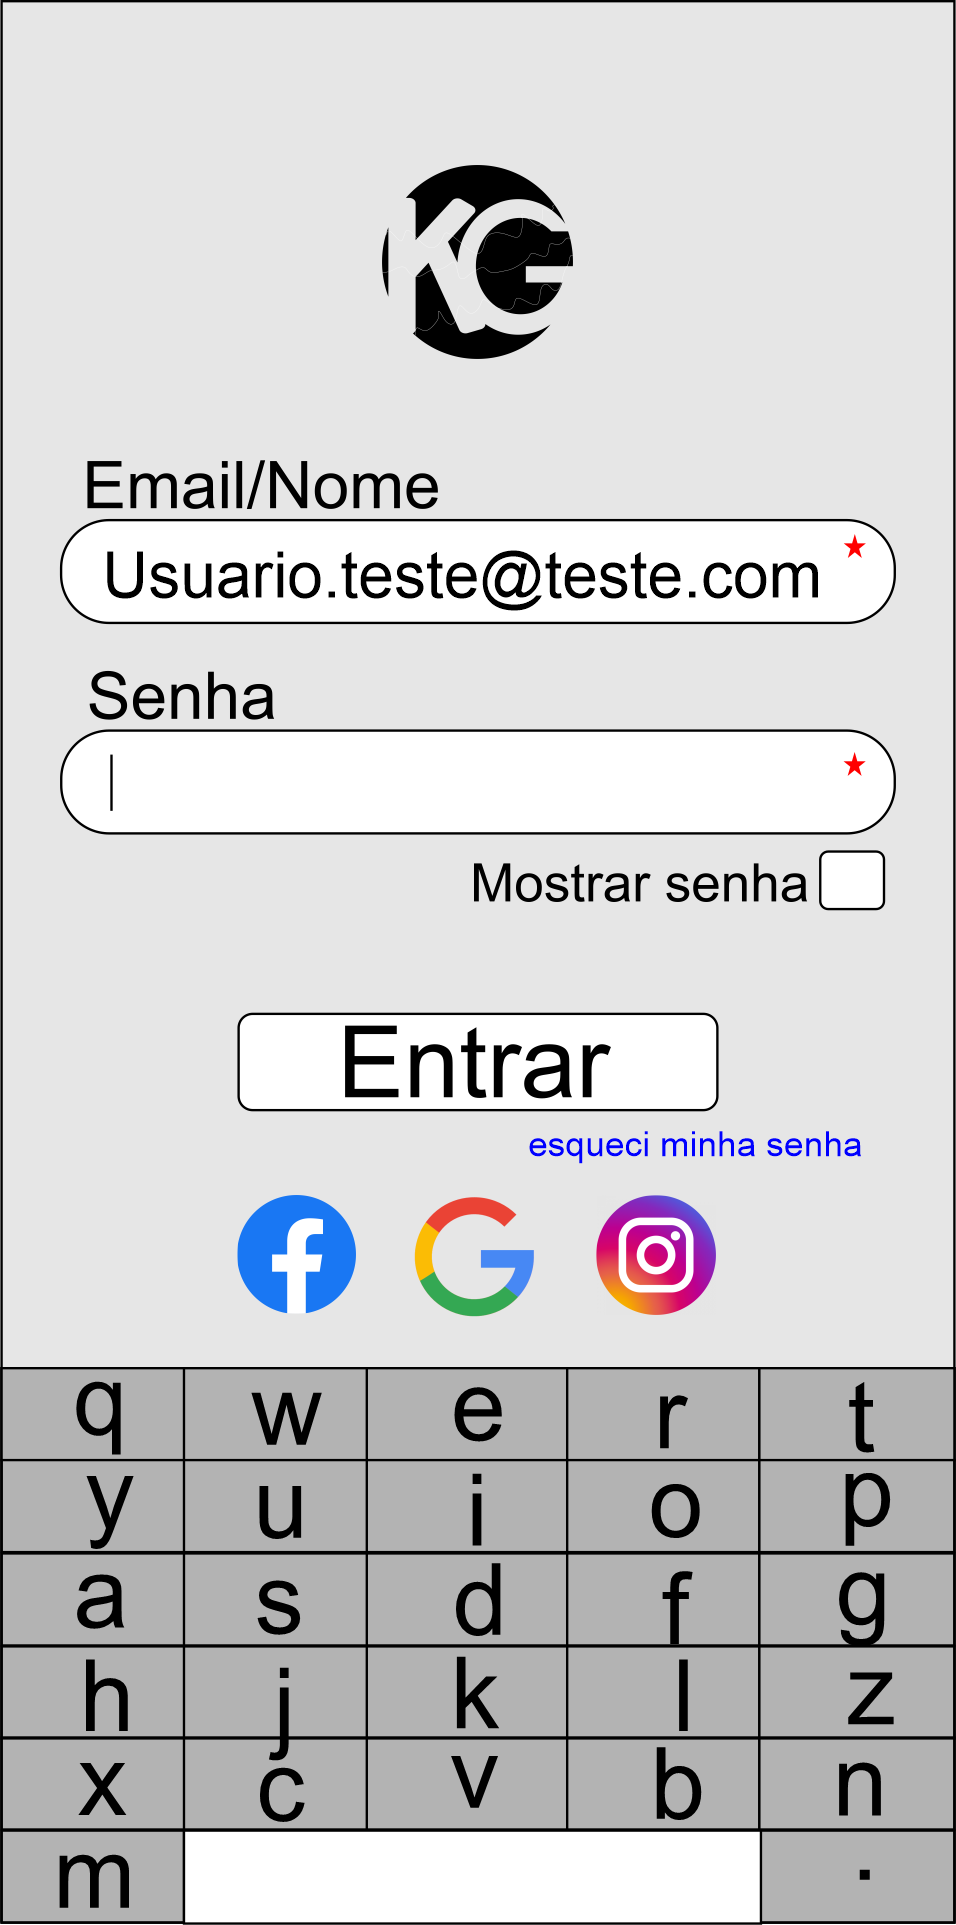 KG
Email/Nome
Usuario.teste@teste.com
Senha
Mostrar senha
Entrar
esqueci minha senha
q w e r t
y u i o p
a s d f g
h j k l z
x c v b n
m .